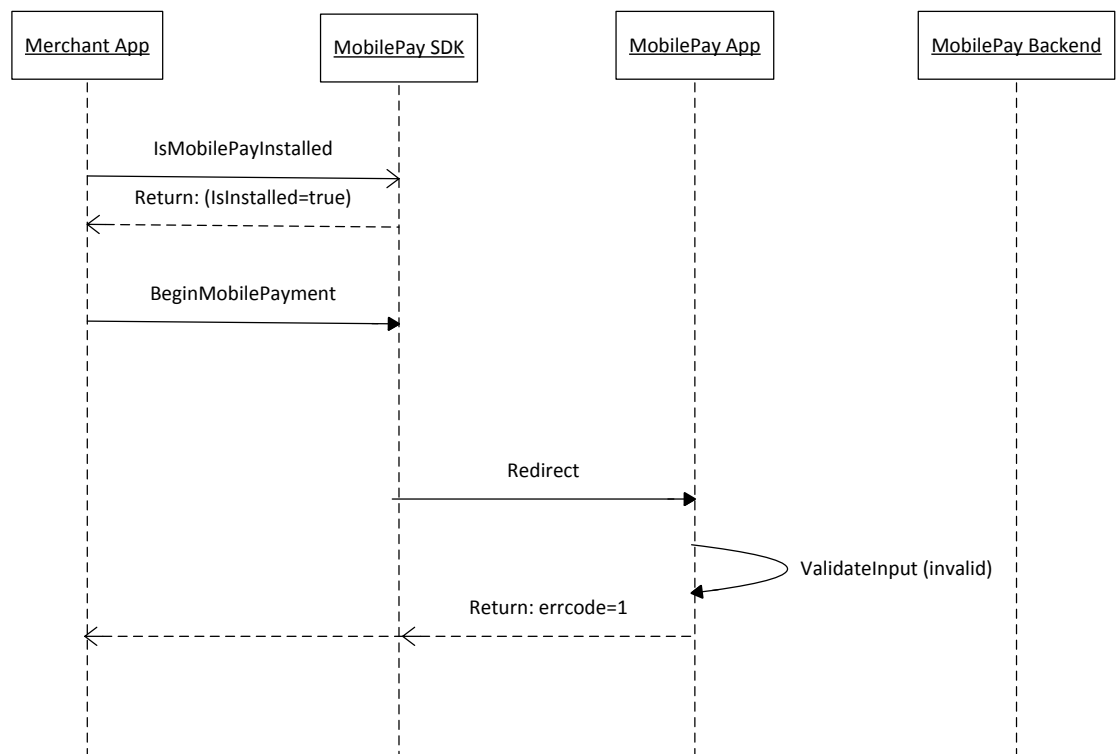 Merchant App
MobilePay SDK
MobilePay App
MobilePay Backend
IsMobilePayInstalled
Return: (IsInstalled=true)
BeginMobilePayment
Redirect
ValidateInput (invalid)
Return: errcode=1